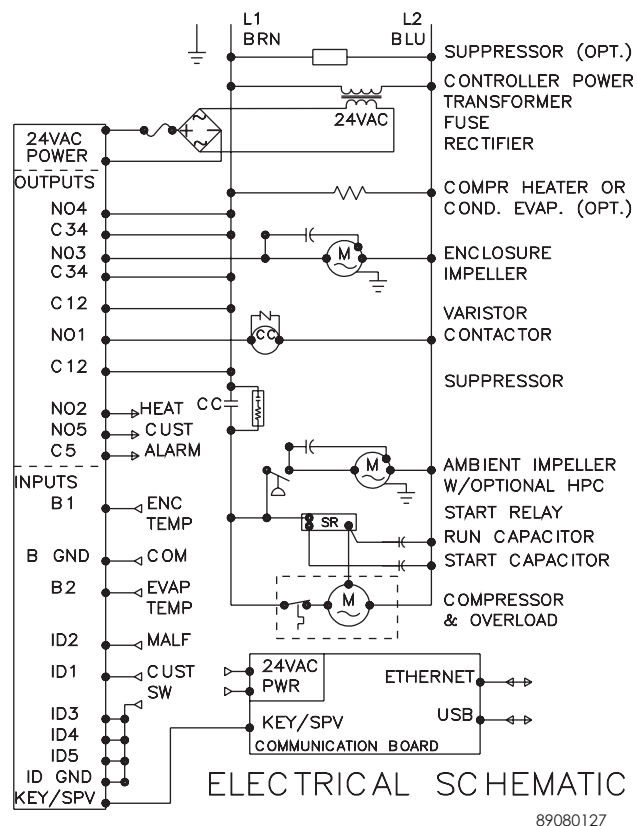 L1
BRN
L2
BLU
SUPPRESSOR (OPT.)
CONTROLLER POWER
TRANSFORMER
FUSE
RECTIFIER
24VAC
24VAC
POWER
OUTPUTS
NO4
C34
NO3
C34
C12
NO1
C12
NO2
NO5
C5
HEAT
CUST
ALARM
COMPR HEATER OR
COND. EVAP. (OPT.)
M
ENCLOSURE
IMPELLER
VARISTOR
CONTACTOR
CC
SUPPRESSOR
CC
M
AMBIENT IMPELLER
W/OPTIONAL HPC
START RELAY
SR
RUN CAPACITOR
START CAPACITOR
M
COMPRESSOR
& OVERLOAD
INPUTS
B1
ENC
TEMP
B GND
COM
B2
EVAP
TEMP
ID2
MALF
ID1
CUST
SW
ID3
ID4
ID5
ID GND
KEY/SPV
24VAC
PWR
ETHERNET
USB
KEY/SPV
COMMUNICATION BOARD
ELECTRICAL SCHEMATIC
89080127